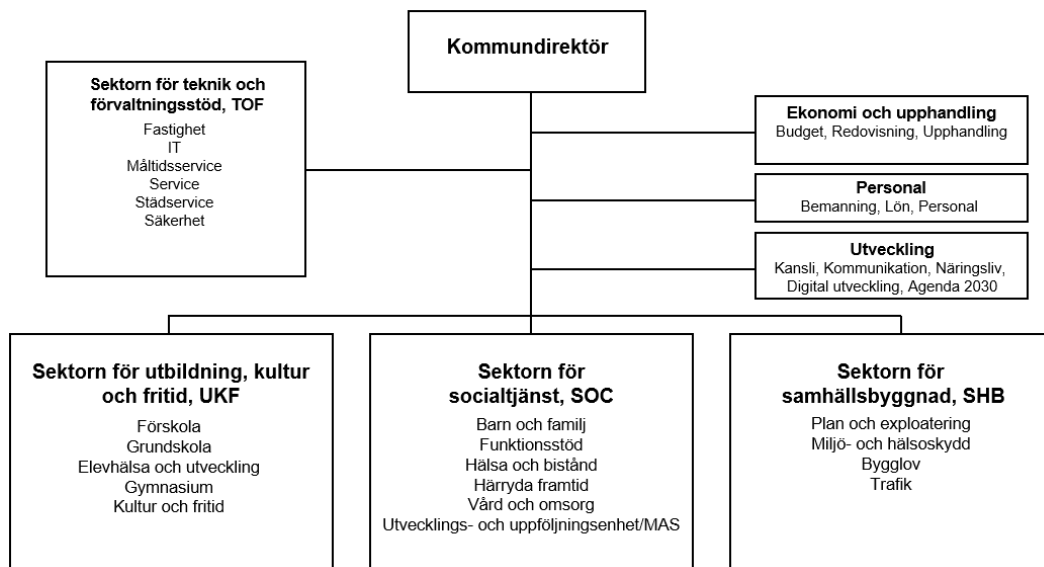 Kommundirektör
Sektorn för teknik och
förvaltningsstöd, TOF
Fastighet
IT
Måltidsservice
Service
Städservice
Säkerhet
Ekonomi och upphandling
Budget, Redovisning, Upphandling
Personal
Bemanning, Lön, Personal
Utveckling
Kansli, Kommunikation, Näringsliv,
Digital utveckling, Agenda 2030
Sektorn för utbildning, kultur
och fritid, UKF
Förskola
Grundskola
Elevhälsa och utveckling
Gymnasium
Kultur och fritid
Sektorn för
socialtjänst, SOC
Barn och familj
Funktionsstöd
Hälsa och bistånd
Härryda framtid
Vård och omsorg
Utvecklings- och uppföljningsenhet/MAS
Sektorn för
samhällsbyggnad, SHB
Plan och exploatering
Miljö- och hälsoskydd
Bygglov
Trafik